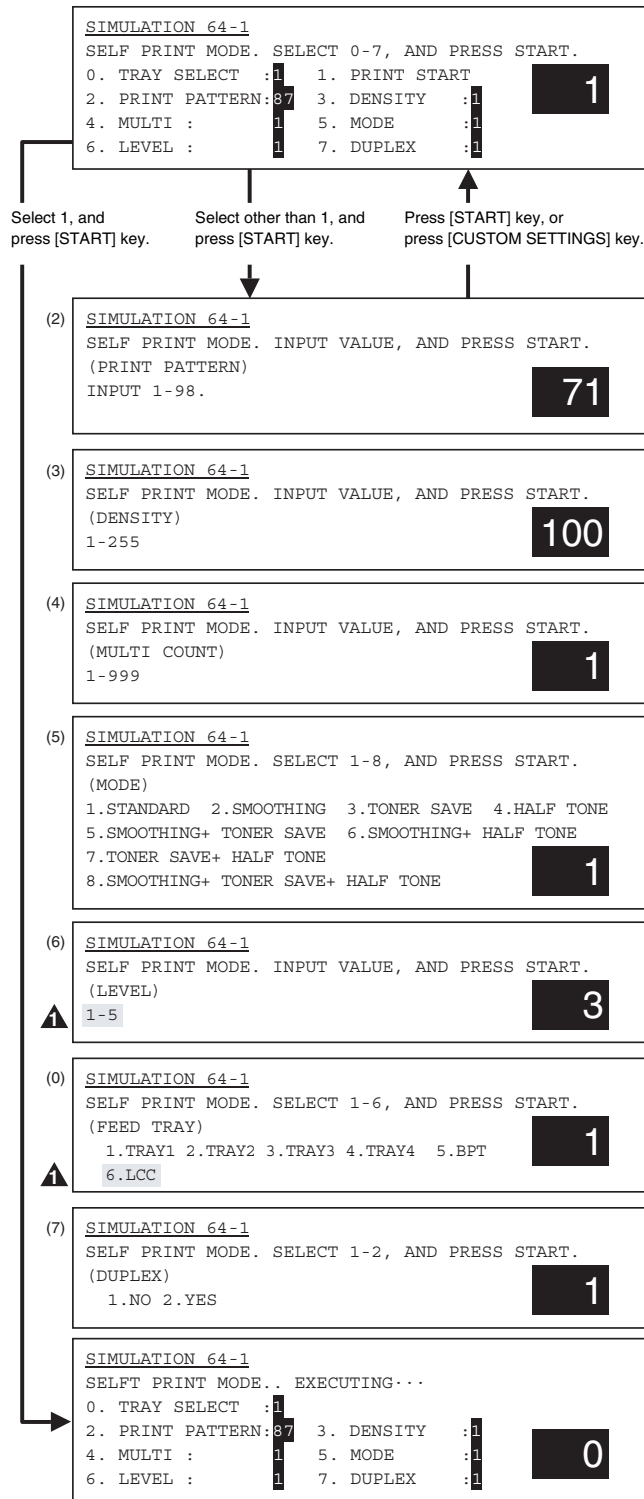 SIMULATION 64-1
SELF PRINT MODE. SELECT 0-7, AND PRESS START.
0. TRAY SELECT :1 1. PRINT START
2. PRINT PATTERN:87 3. DENSITY :1
4. MULTI : 1 5. MODE :1
6. LEVEL : 1 7. DUPLEX :1
1
Select 1, and
press [START] key.
Select other than 1, and
press [START] key.
Press [START] key, or
press [CUSTOM SETTINGS] key.
(2)
SIMULATION 64-1
SELF PRINT MODE. INPUT VALUE, AND PRESS START.
(PRINT PATTERN)
INPUT 1-98.
71
(3)
SIMULATION 64-1
SELF PRINT MODE. INPUT VALUE, AND PRESS START.
(DENSITY)
1-255
100
(4)
SIMULATION 64-1
SELF PRINT MODE. INPUT VALUE, AND PRESS START.
(MULTI COUNT)
1-999
1
(5)
SIMULATION 64-1
SELF PRINT MODE. SELECT 1-8, AND PRESS START.
(MODE)
1.STANDARD 2.SMOOTHING 3.TONER SAVE 4.HALF TONE
5.SMOOTHING+ TONER SAVE 6.SMOOTHING+ HALF TONE
7.TONER SAVE+ HALF TONE
8.SMOOTHING+ TONER SAVE+ HALF TONE
1
(6)
SIMULATION 64-1
SELF PRINT MODE. INPUT VALUE, AND PRESS START.
(LEVEL)
1
1-5
3
(0)
SIMULATION 64-1
SELF PRINT MODE. SELECT 1-6, AND PRESS START.
(FEED TRAY)
1.TRAY1 2.TRAY2 3.TRAY3 4.TRAY4 5.BPT
1
6.LCC
1
(7)
SIMULATION 64-1
SELF PRINT MODE. SELECT 1-2, AND PRESS START.
(DUPLEX)
1.NO 2.YES
1
SIMULATION 64-1
SELFT PRINT MODE.. EXECUTING···
0. TRAY SELECT :1
2. PRINT PATTERN:87 3. DENSITY :1
4. MULTI : 1 5. MODE :1
6. LEVEL : 1 7. DUPLEX :1
0